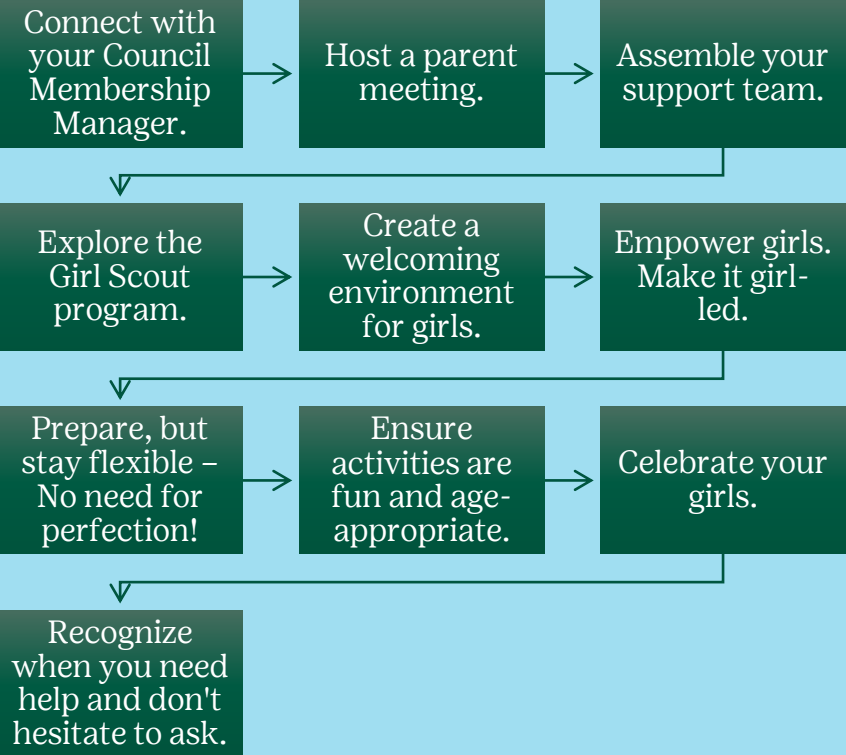 Connect with
your Council
Membership
Manager.
Host a parent
meeting.
Assemble your
support team.
Explore the
Girl Scout
program.
Create a
welcoming
environment
for girls.
Empower girls.
Make it girl-
led.
Prepare, but
stay flexible –
No need for
perfection!
Ensure
activities are
fun and age-
appropriate.
Celebrate your
girls.
Recognize
when you need
help and don't
hesitate to ask.